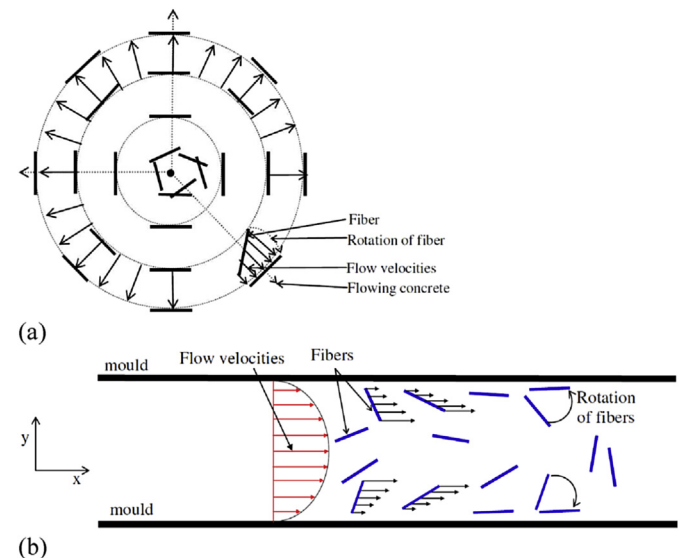 Fiber
Rotation of fiber
Flow velocities
Flowing concrete
(a)
mould
Flow velocities
Fibers
Rotation
of fibers
y
x
mould
(b)